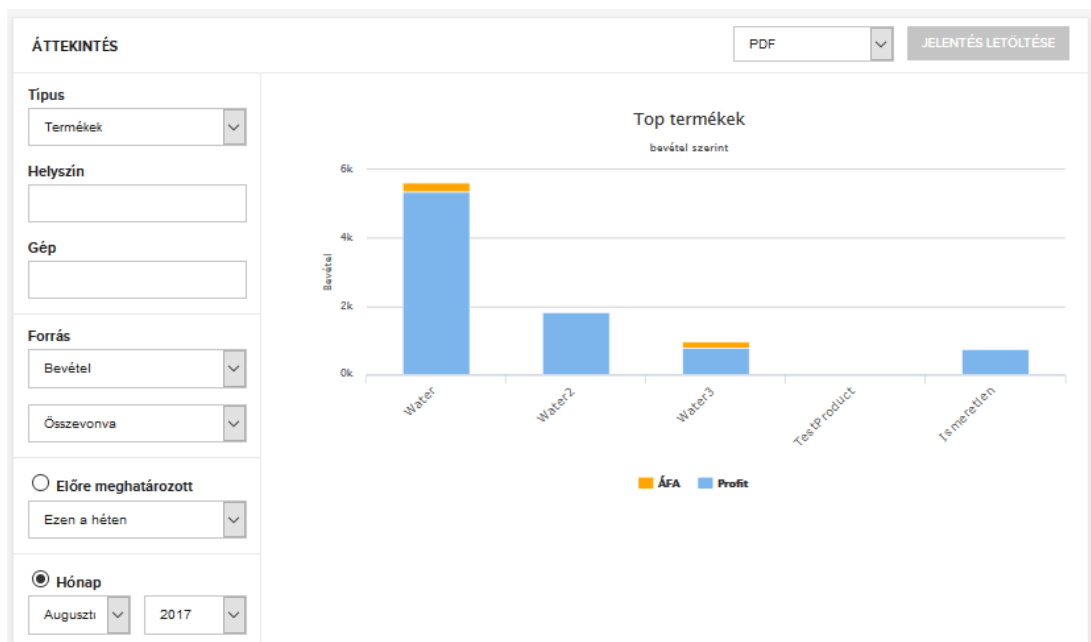 ÁTTEKINTÉS
PDF
JELENTÉS LETÖLTÉSE
Típus
Termékek
Helyszín
Gép
Forrás
Bevétel
Összevonva
Előre meghatározott
Ezen a héten
Hónap
Auguszt
2017
Top termékek
bevétel szerint
Bevétel
6k
4k
2k
0k
Water
Water2
Water3
TestProduct
Ismeretlen
ÁFA
Profit